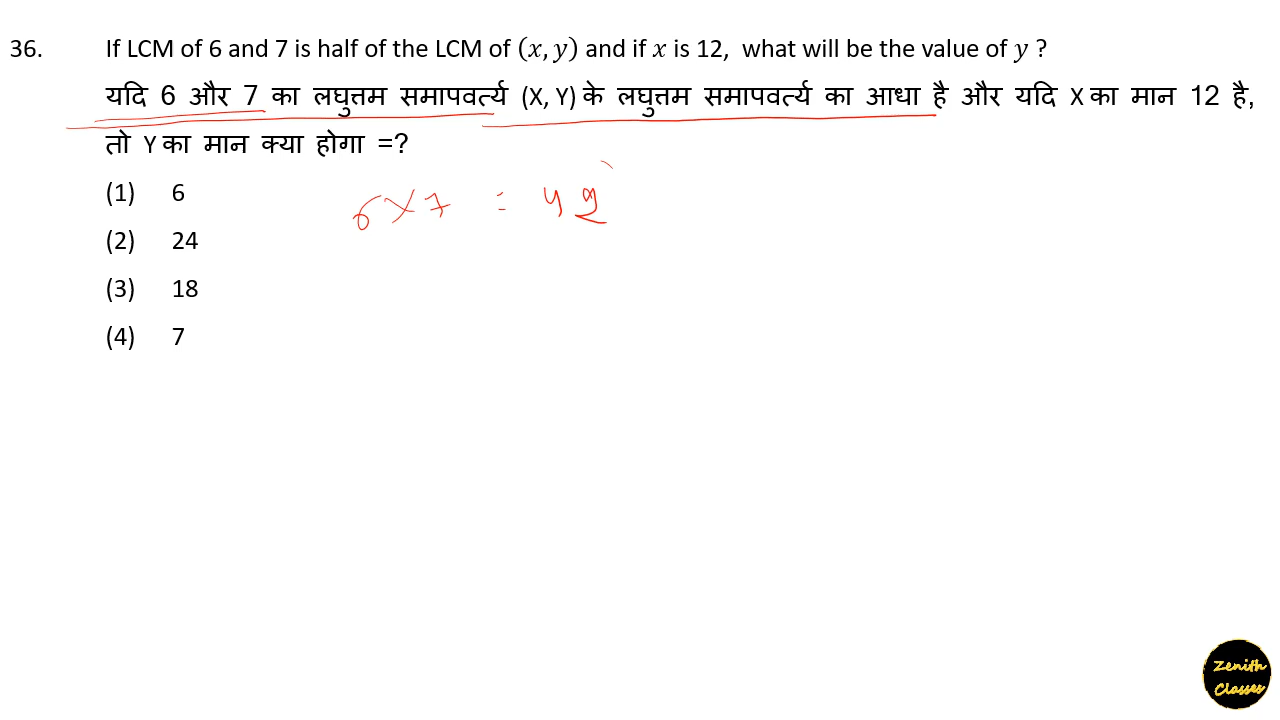 36. If LCM of 6 and 7 is half of the LCM of (x, y) and if x is 12, what will be the value of y ?
यदि 6 और 7 का लघुत्तम समापवर्त्य (X, Y) के लघुत्तम समापवर्त्य का आधा है और यदि X का मान 12 है,
तो Y का मान क्या होगा =?
(1) 6
6 × 7 = 42
(2) 24
(3) 18
(4) 7
Zenith
Classes